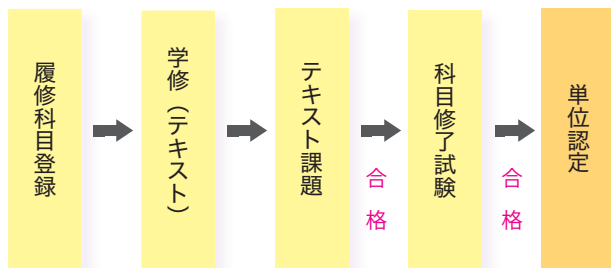 履修科目登録
学修（テキスト）
テキスト課題
合格
科目修了試験
合格
単位認定